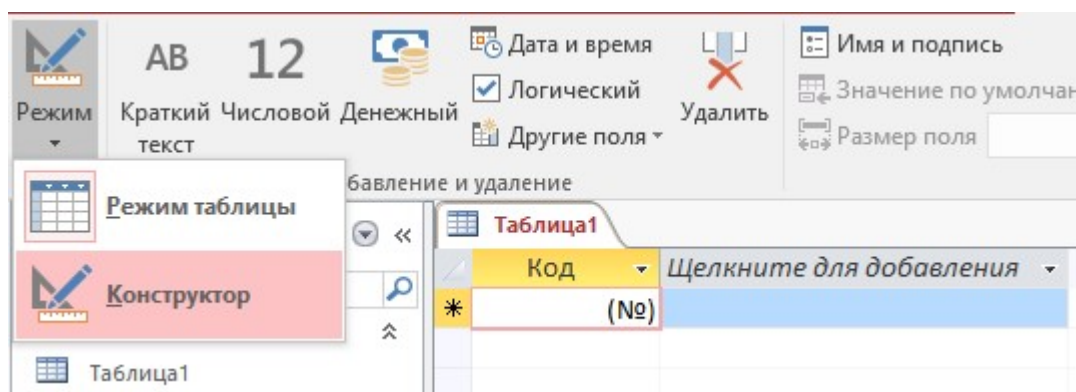 АВ
12
Дата и время
Логический
Другие поля
Режим
Краткий текст
Числовой
Денежный
Удалить
Имя и подпись
Значение по умолчан
Размер поля
бавление и удаление
Режим таблицы
Конструктор
Таблица1
Код
Щелкните для добавления
(№)
Таблица1